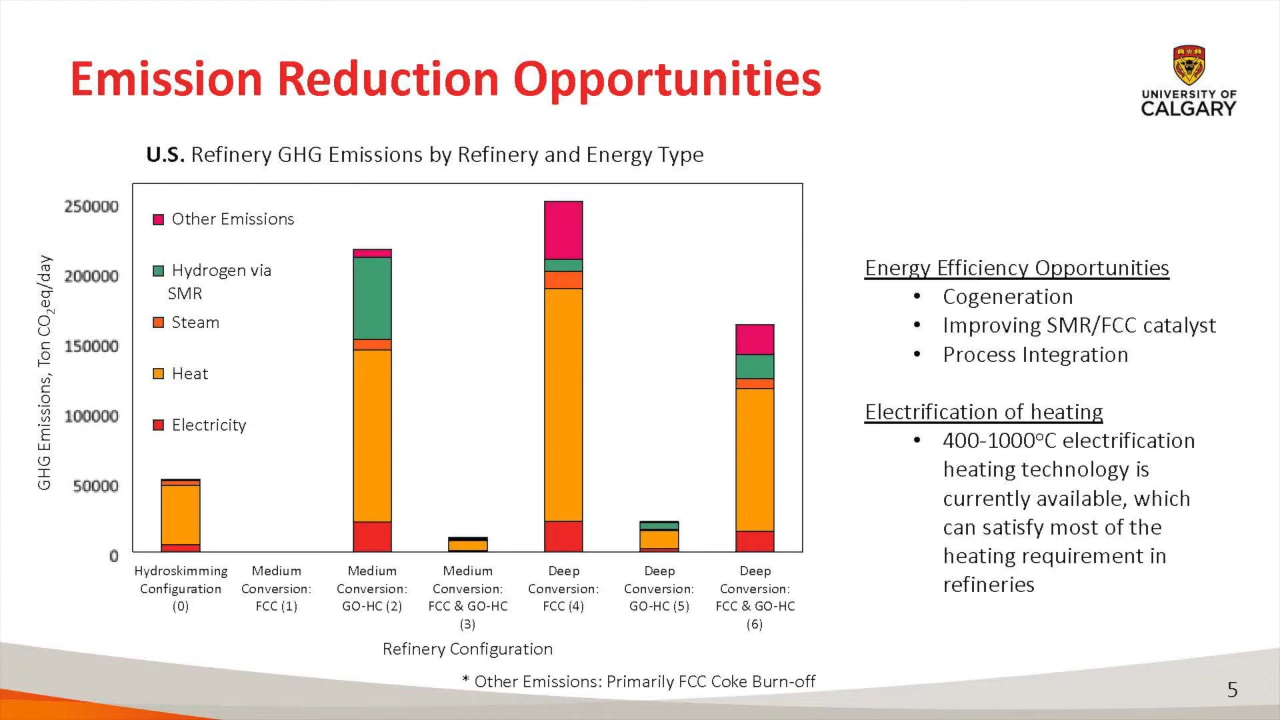 Emission Reduction Opportunities
UNIVERSITY OF
CALGARY
U.S. Refinery GHG Emissions by Refinery and Energy Type
GHG Emissions, Ton CO2eq/day
250000
200000
150000
100000
50000
0
Other Emissions
Hydrogen via
SMR
Steam
Heat
Electricity
Hydroskimming
Configuration
(0)
Medium
Conversion:
FCC (1)
Medium
Conversion:
GO-HC (2)
Medium
Conversion:
FCC & GO-HC
(3)
Deep
Conversion:
FCC (4)
Deep
Conversion:
GO-HC (5)
Deep
Conversion:
FCC & GO-HC
(6)
Refinery Configuration
* Other Emissions: Primarily FCC Coke Burn-off
Energy Efficiency Opportunities
• Cogeneration
• Improving SMR/FCC catalyst
• Process Integration
Electrification of heating
• 400-1000°C electrification
heating technology is
currently available, which
can satisfy most of the
heating requirement in
refineries
5